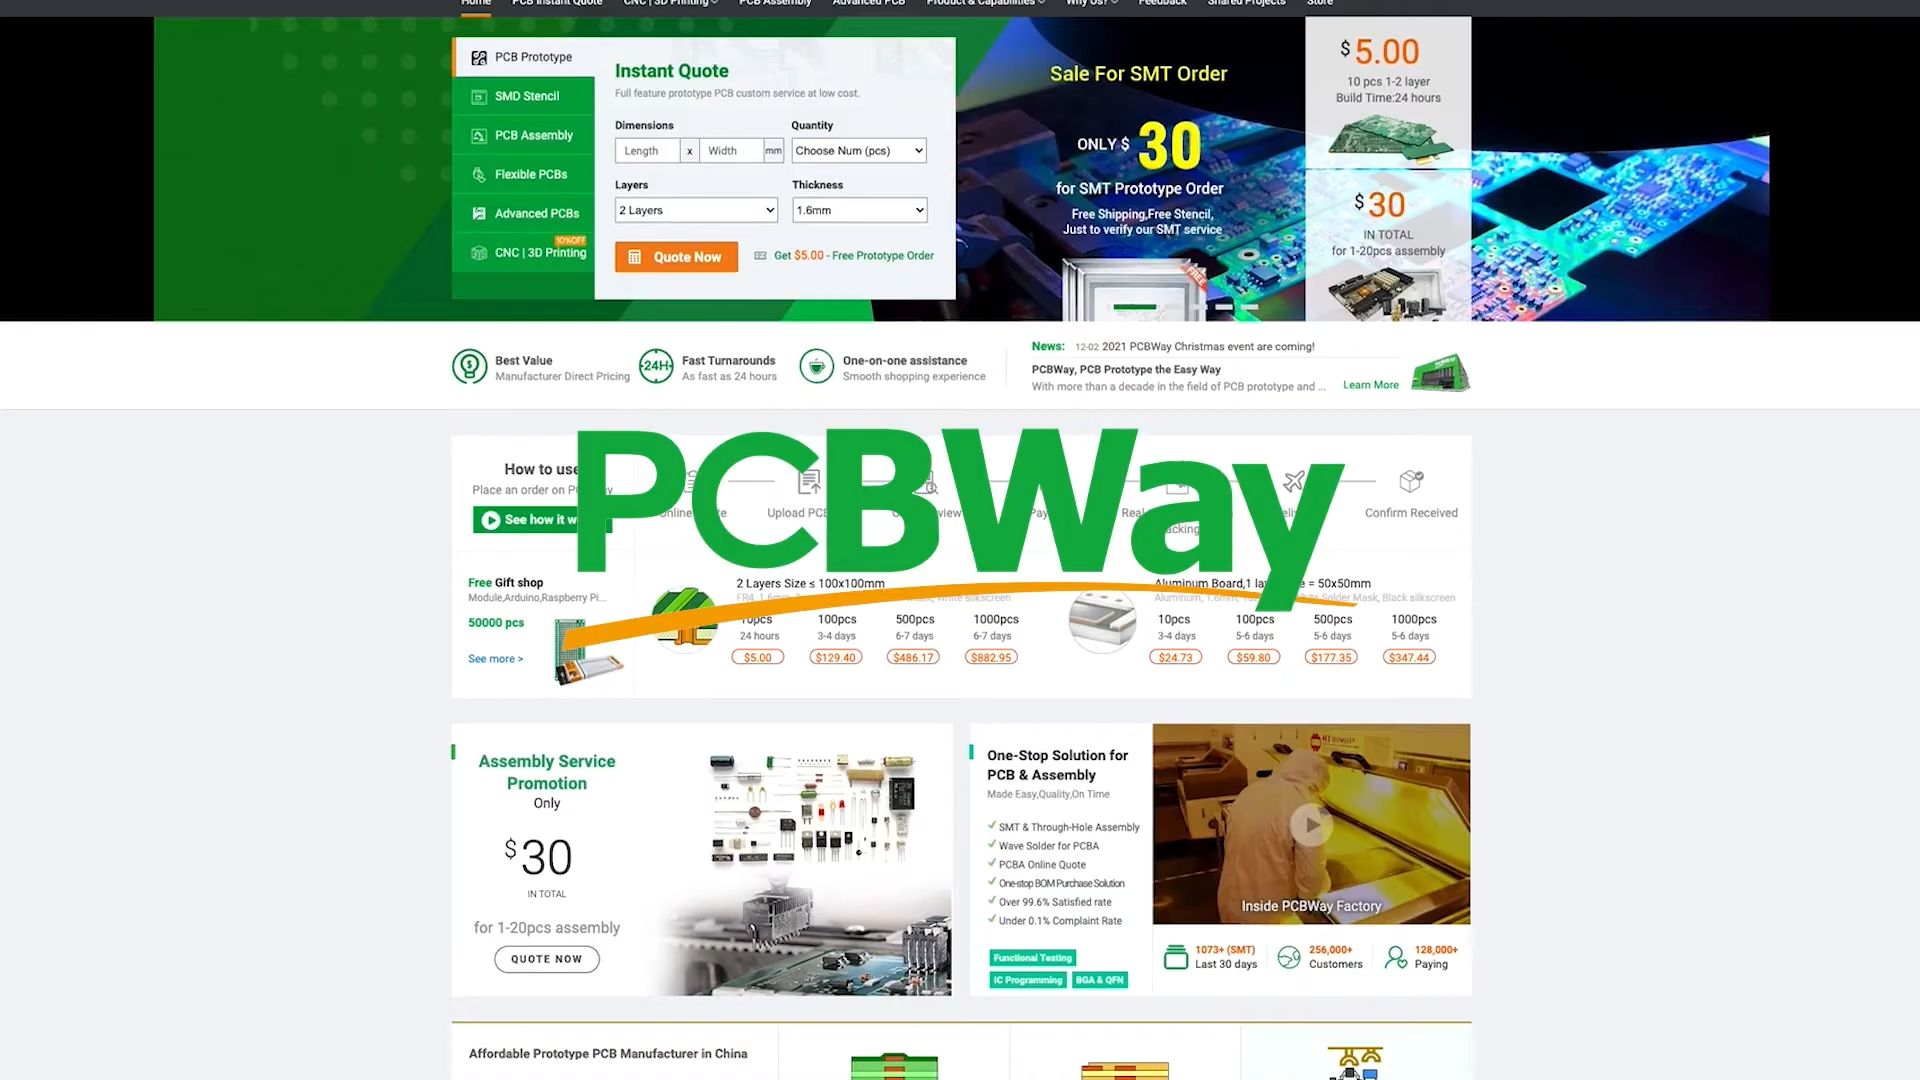 Home PCB Instant Quote CNC | 3D Printing PCB Assembly Advanced PCB Product & Capabilities Why Us? Feedback Shared Projects Store
PCB Prototype
SMD Stencil
PCB Assembly
Flexible PCBs
Advanced PCBs
10%OFF
CNC | 3D Printing
Instant Quote
Full feature prototype PCB custom service at low cost.
Dimensions Quantity
Length x Width mm Choose Num (pcs)
Layers Thickness
2 Layers 1.6mm
Quote Now Get $5.00 - Free Prototype Order
Sale For SMT Order
ONLY $ 30
for SMT Prototype Order
Free Shipping,Free Stencil,
Just to verify our SMT service
FREE
$5.00
10 pcs 1-2 layer
Build Time:24 hours
$30
IN TOTAL
for 1-20pcs assembly
Best Value
Manufacturer Direct Pricing
24H
Fast Turnarounds
As fast as 24 hours
One-on-one assistance
Smooth shopping experience
News: 12-02 2021 PCBWay Christmas event are coming!
PCBWay, PCB Prototype the Easy Way
With more than a decade in the field of PCB prototype and ... Learn More
PCBWay
How to use
Place an order on
See how it
Upload
Confirm Received
Free Gift shop
Module,Arduino,Raspberry Pi...
50000 pcs
See more >
2 Layers Size ≤ 100x100mm
10pcs 100pcs 500pcs 1000pcs
24 hours 3-4 days 6-7 days 6-7 days
$5.00 $129.40 $486.17 $882.95
Aluminum Board,1 = 50x50mm
Aluminum, 1.6mm, Solder Mask, Black silkscreen
10pcs 100pcs 500pcs 1000pcs
3-4 days 5-6 days 5-6 days 5-6 days
$24.73 $59.80 $177.35 $347.44
Assembly Service
Promotion
Only
$30
IN TOTAL
for 1-20pcs assembly
QUOTE NOW
One-Stop Solution for
PCB & Assembly
Made Easy,Quality,On Time
SMT & Through-Hole Assembly
Wave Solder for PCBA
PCBA Online Quote
One-stop BOM Purchase Solution
Over 99.6% Satisfied rate
Under 0.1% Complaint Rate
Functional Testing
IC Programming BGA & QFN
Inside PCBWay Factory
1073+ (SMT)
Last 30 days
256,000+
Customers
128,000+
Paying
Affordable Prototype PCB Manufacturer in China